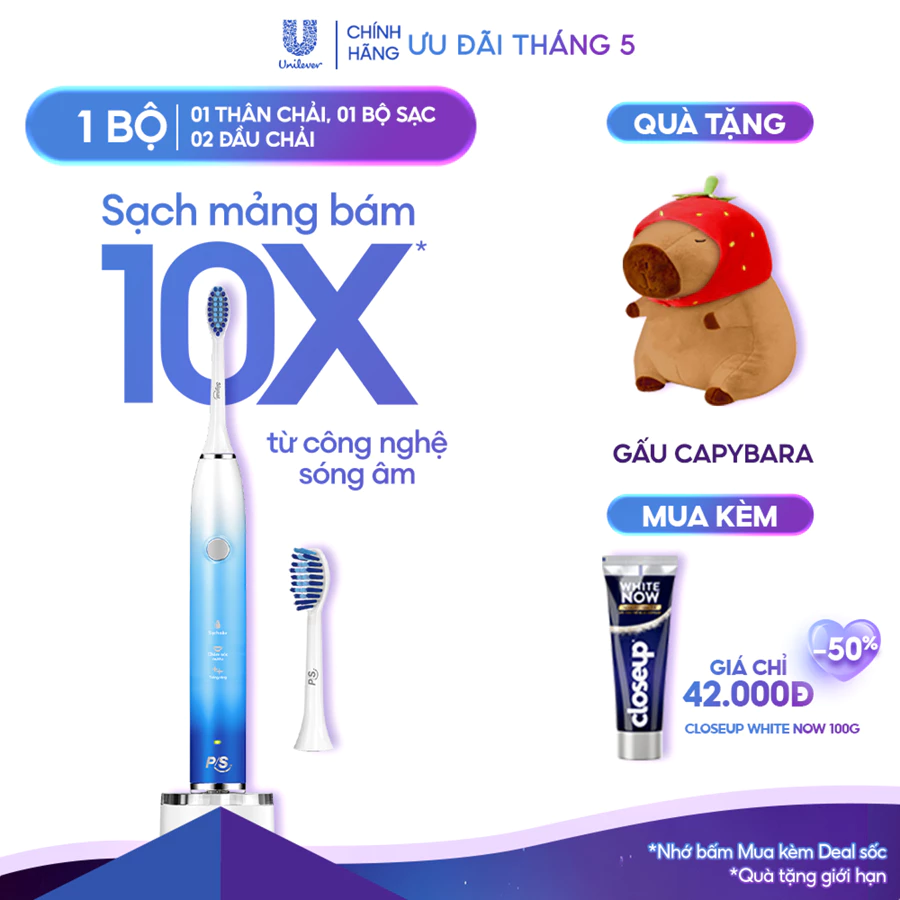 Unilever
CHÍNH
HÃNG
ƯU ĐÃI THÁNG 5
1 BỘ
01 THÂN CHẢI, 01 BỘ SẠC
02 ĐẦU CHẢI
Sạch mảng bám
10X*
từ công nghệ
sóng âm
P/S
P/S
QUÀ TẶNG
GẤU CAPYBARA
MUA KÈM
WHITE
NOW
closeup
-50%
GIÁ CHỈ
42.000Đ
CLOSEUP WHITE NOW 100G
*Nhớ bấm Mua kèm Deal sốc
*Quà tặng giới hạn